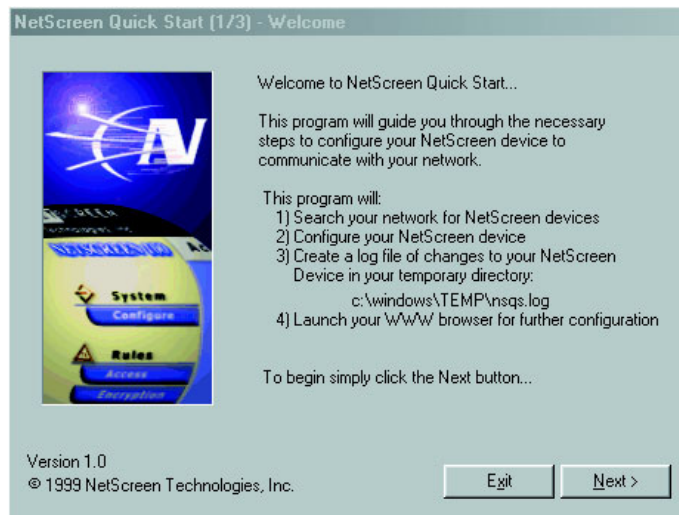 NetScreen Quick Start (1/3) - Welcome
Welcome to NetScreen Quick Start...
This program will guide you through the necessary
steps to configure your NetScreen device to
communicate with your network.
This program will:
1) Search your network for NetScreen devices
2) Configure your NetScreen device
3) Create a log file of changes to your NetScreen
Device in your temporary directory:
c:\windows\TEMP\nsqs.log
4) Launch your WWW browser for further configuration
To begin simply click the Next button...
System
Configure
Rules
Access
Encryption
Version 1.0
© 1999 NetScreen Technologies, Inc.
Exit
Next >